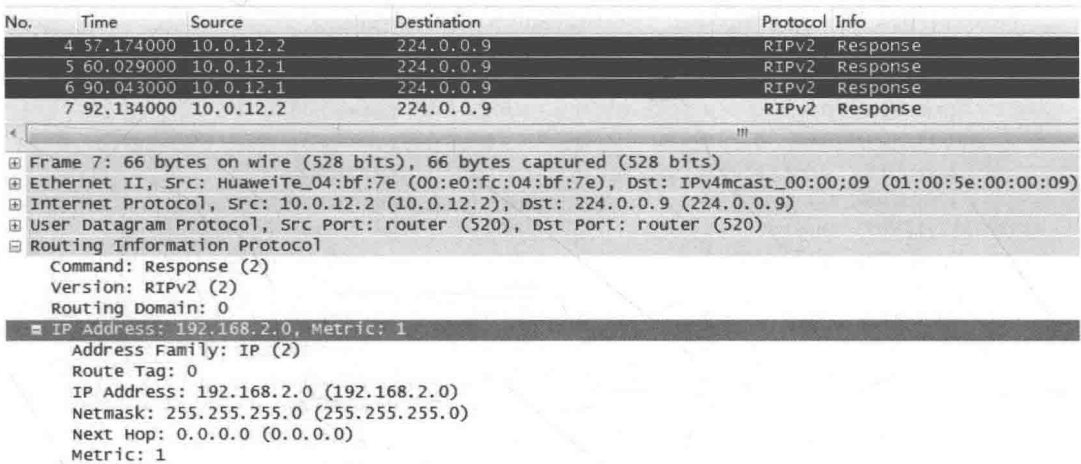 No. Time Source Destination Protocol Info
4 57.174000 10.0.12.2 224.0.0.9 RIPv2 Response
5 60.029000 10.0.12.1 224.0.0.9 RIPv2 Response
6 90.043000 10.0.12.1 224.0.0.9 RIPv2 Response
7 92.134000 10.0.12.2 224.0.0.9 RIPv2 Response
Frame 7: 66 bytes on wire (528 bits), 66 bytes captured (528 bits)
Ethernet II, Src: HuaweiTe_04:bf:7e (00:e0:fc:04:bf:7e), Dst: IPv4mcast_00:00;09 (01:00:5e:00:00:09)
Internet Protocol, Src: 10.0.12.2 (10.0.12.2), Dst: 224.0.0.9 (224.0.0.9)
User Datagram Protocol, Src Port: router (520), Dst Port: router (520)
Routing Information Protocol
Command: Response (2)
Version: RIPv2 (2)
Routing Domain: 0
IP Address: 192.168.2.0, Metric: 1
Address Family: IP (2)
Route Tag: 0
IP Address: 192.168.2.0 (192.168.2.0)
Netmask: 255.255.255.0 (255.255.255.0)
Next Hop: 0.0.0.0 (0.0.0.0)
Metric: 1